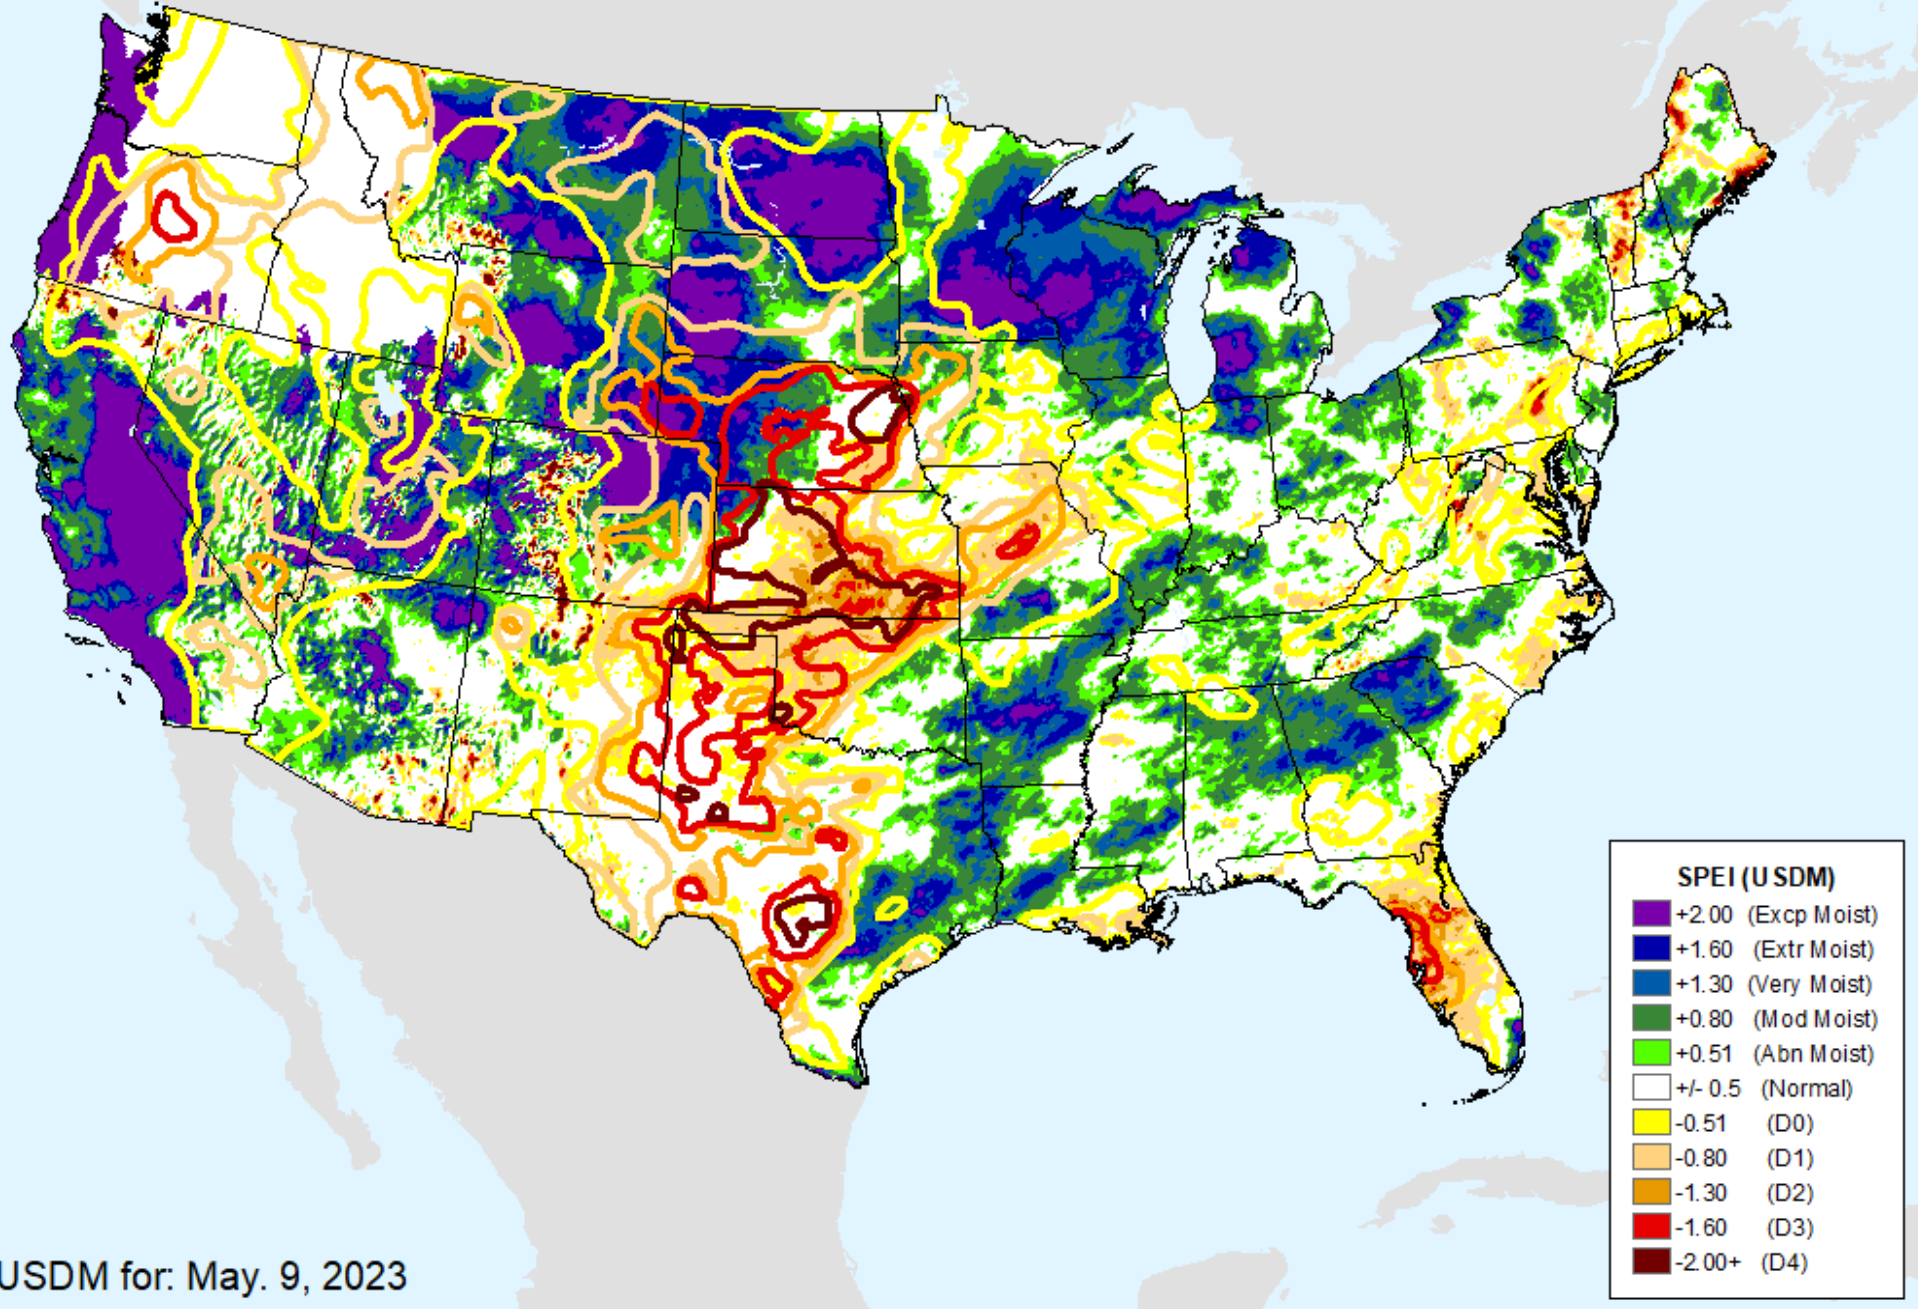 SPEI (USDM)
+2.00 (Excp Moist)
+1.60 (Extr Moist)
+1.30 (Very Moist)
+0.80 (Mod Moist)
+0.51 (Abn Moist)
+/- 0.5 (Normal)
-0.51 (D0)
-0.80 (D1)
-1.30 (D2)
-1.60 (D3)
-2.00+ (D4)
USDM for: May. 9, 2023